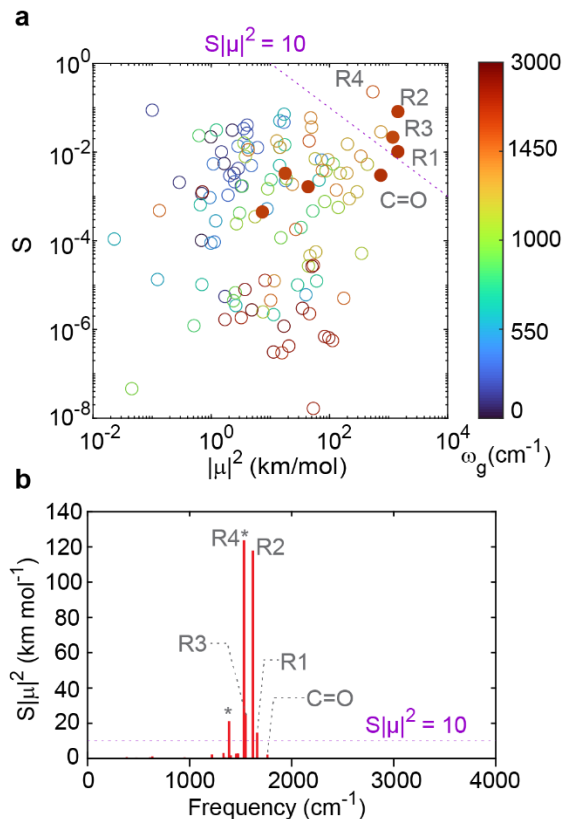 a
S|μ|² = 10
R4
R2
R3
R1
C=O
10⁰
10⁻²
10⁻⁴
10⁻⁶
10⁻⁸
S
10⁻²
10⁰
10²
10⁴
|μ|² (km/mol)
3000
1450
1000
550
0
ω_g(cm⁻¹)
b
140
120
100
80
60
40
20
0
S|μ|² (km mol⁻¹)
R4
*
R2
R3
R1
*
C=O
S|μ|² = 10
0
1000
2000
3000
4000
Frequency (cm⁻¹)